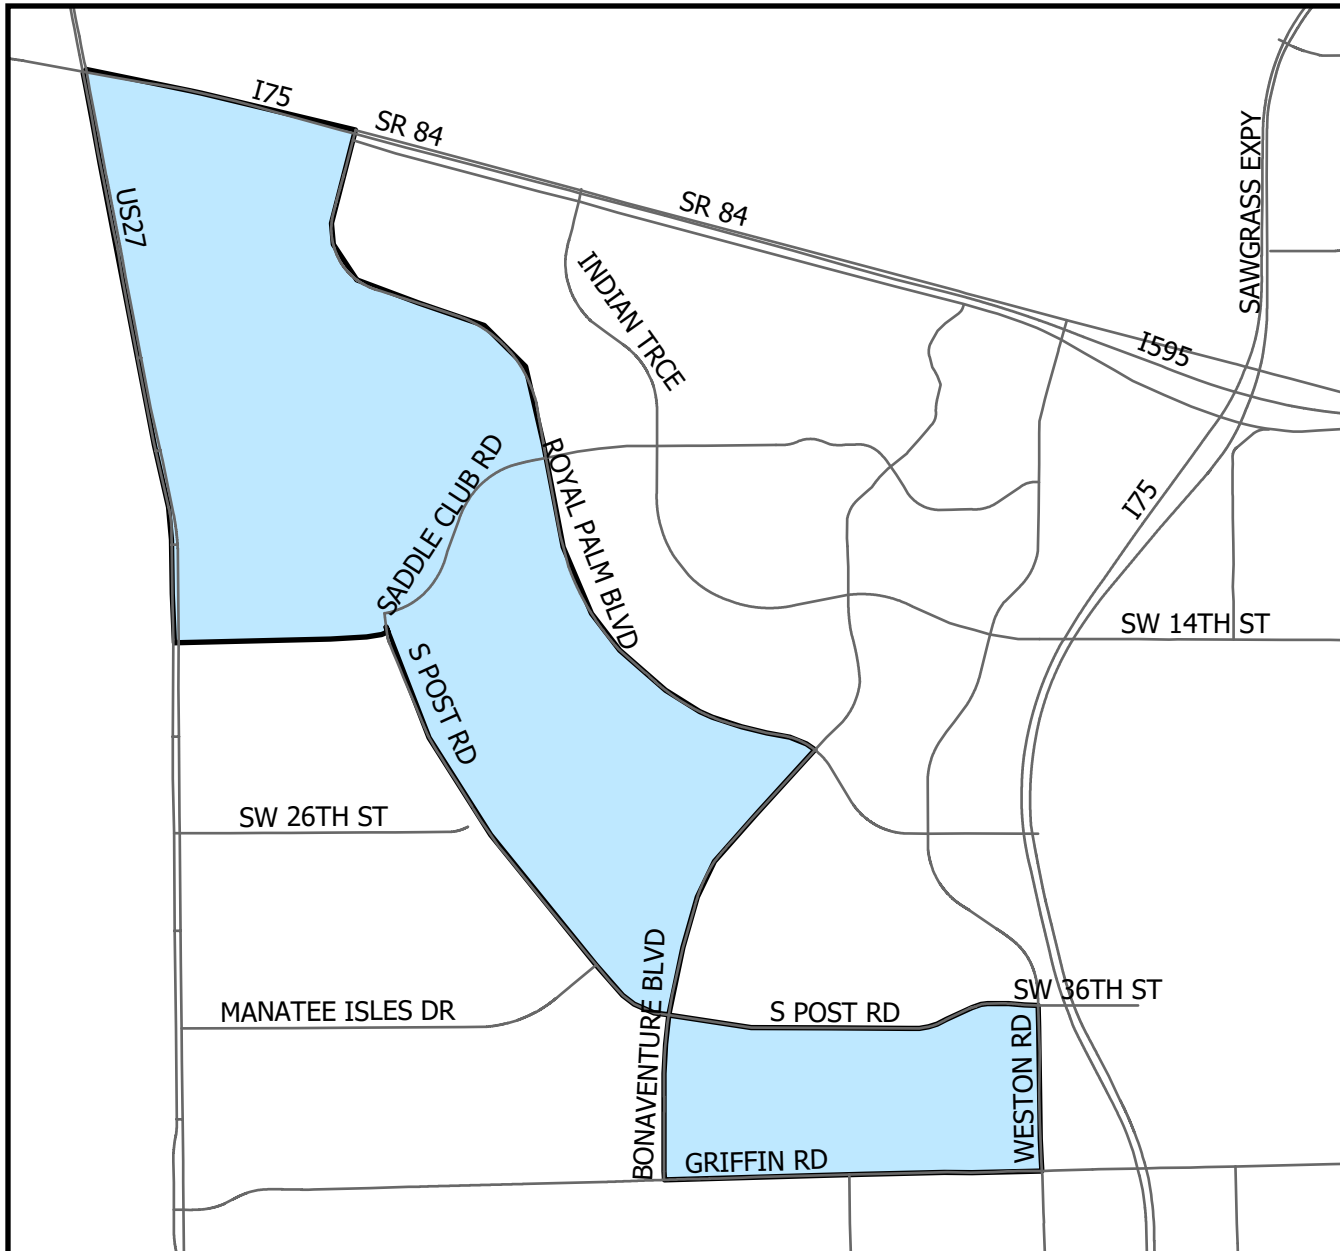 I75
SR 84
SR 84
SAWGRASS EXPY
US27
INDIAN TRCE
I595
SADDLE CLUB RD
ROYAL PALM BLVD
I75
SW 14TH ST
S POST RD
SW 26TH ST
BONAVENTURE BLVD
SW 36TH ST
MANATEE ISLES DR
S POST RD
WESTON RD
GRIFFIN RD